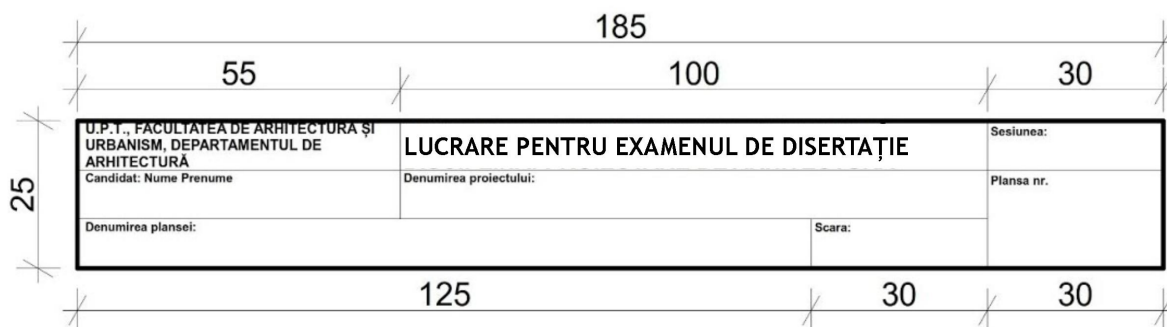 185
55 100 30
U.P.T., FACULTATEA DE ARHITECTURĂ ȘI
URBANISM, DEPARTAMENTUL DE
ARHITECTURĂ
LUCRARE PENTRU EXAMENUL DE DISERTAȚIE
Sesiunea:
25
Candidat: Nume Prenume
Denumirea proiectului:
Plansa nr.
Denumirea plansei:
Scara:
125 30 30